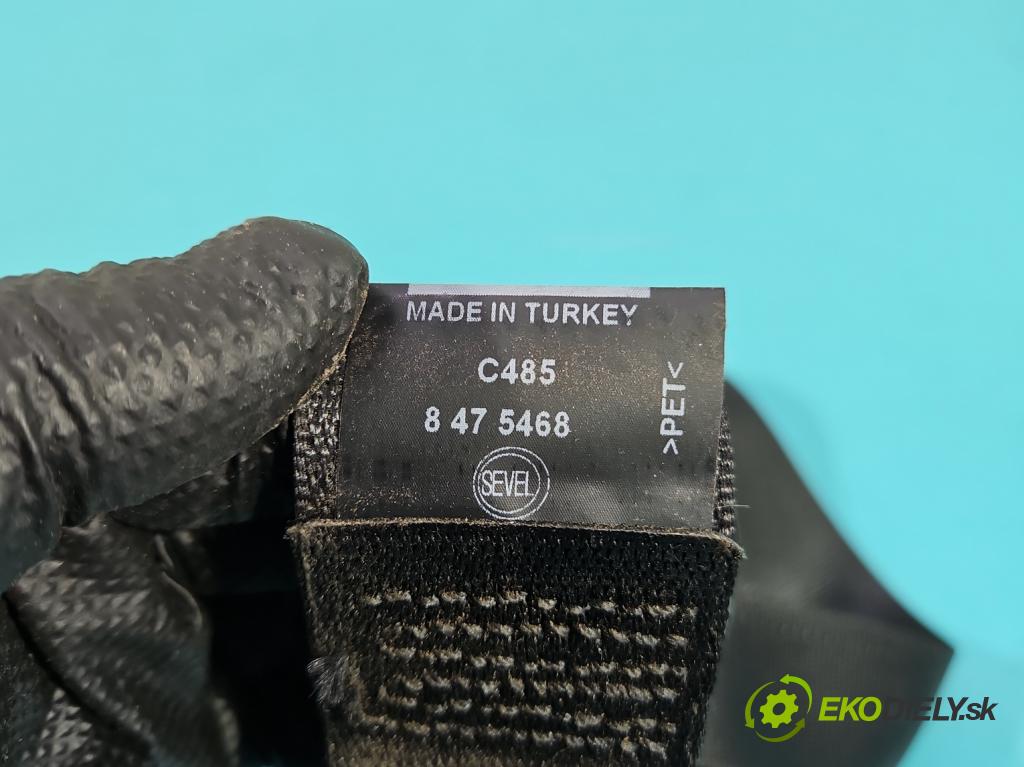 MADE IN TURKEY
C485
8 47 5468
>PET<
SEVEL
EKODIELY.sk